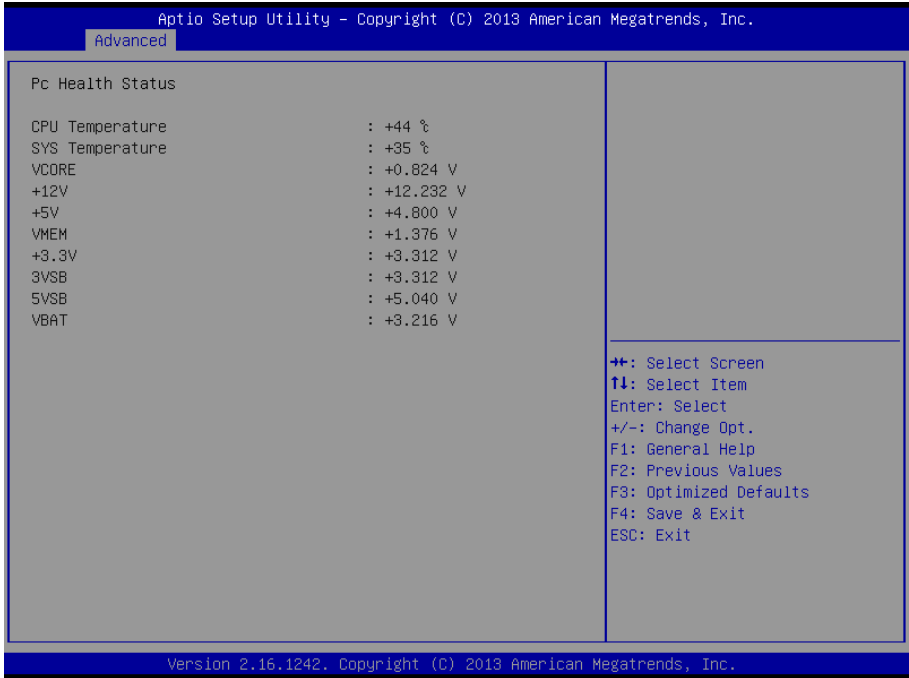 Aptio Setup Utility – Copyright (C) 2013 American Megatrends, Inc.
Advanced
Pc Health Status
CPU Temperature : +44 ℃
SYS Temperature : +35 ℃
VCORE : +0.824 V
+12V : +12.232 V
+5V : +4.800 V
VMEM : +1.376 V
+3.3V : +3.312 V
3VSB : +3.312 V
5VSB : +5.040 V
VBAT : +3.216 V
→←: Select Screen
↑↓: Select Item
Enter: Select
+/-: Change Opt.
F1: General Help
F2: Previous Values
F3: Optimized Defaults
F4: Save & Exit
ESC: Exit
Version 2.16.1242. Copyright (C) 2013 American Megatrends, Inc.